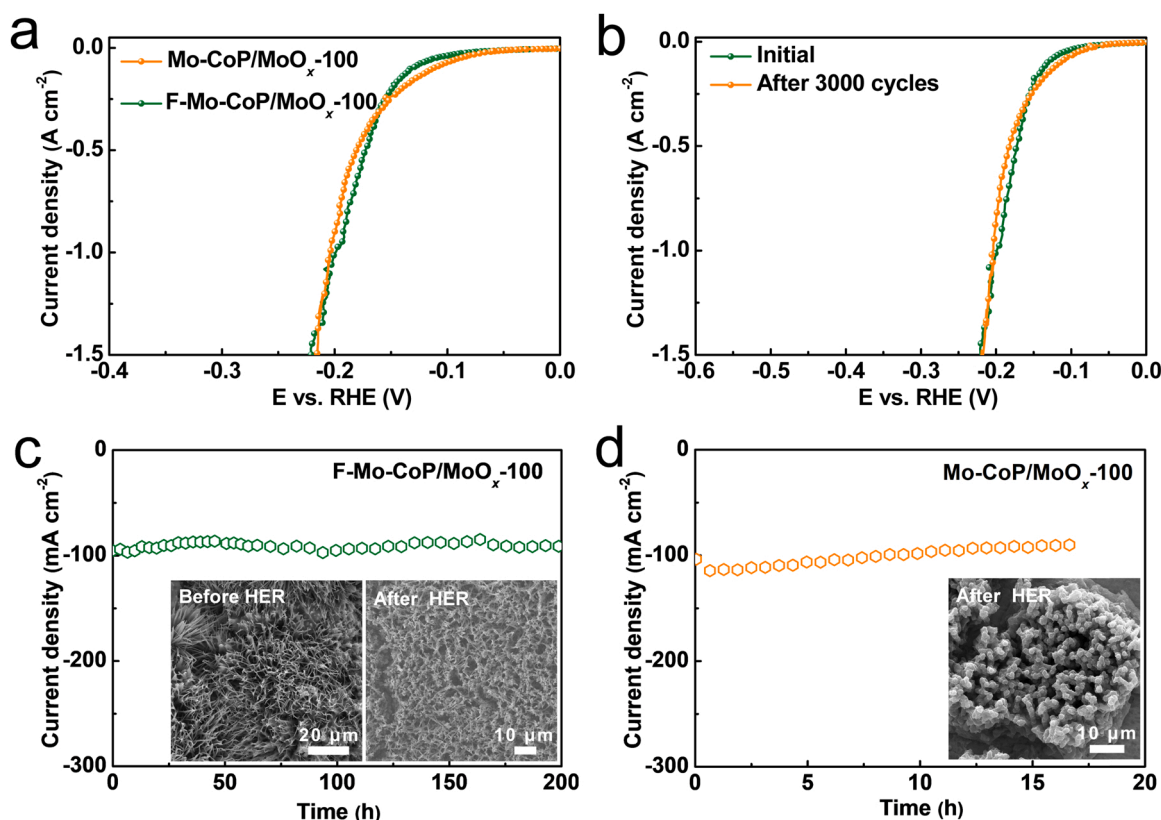 a
Mo-CoP/MoOₓ-100
F-Mo-CoP/MoOₓ-100
Current density (A cm⁻²)
0.0
-0.5
-1.0
-1.5
-0.4 -0.3 -0.2 -0.1 0.0
E vs. RHE (V)
b
Initial
After 3000 cycles
Current density (A cm⁻²)
0.0
-0.5
-1.0
-1.5
-0.6 -0.5 -0.4 -0.3 -0.2 -0.1 0.0
E vs. RHE (V)
c
F-Mo-CoP/MoOₓ-100
Current density (mA cm⁻²)
0
-100
-200
-300
Before HER
20 μm
After HER
10 μm
0 50 100 150 200
Time (h)
d
Mo-CoP/MoOₓ-100
Current density (mA cm⁻²)
0
-100
-200
-300
After HER
10 μm
0 5 10 15 20
Time (h)